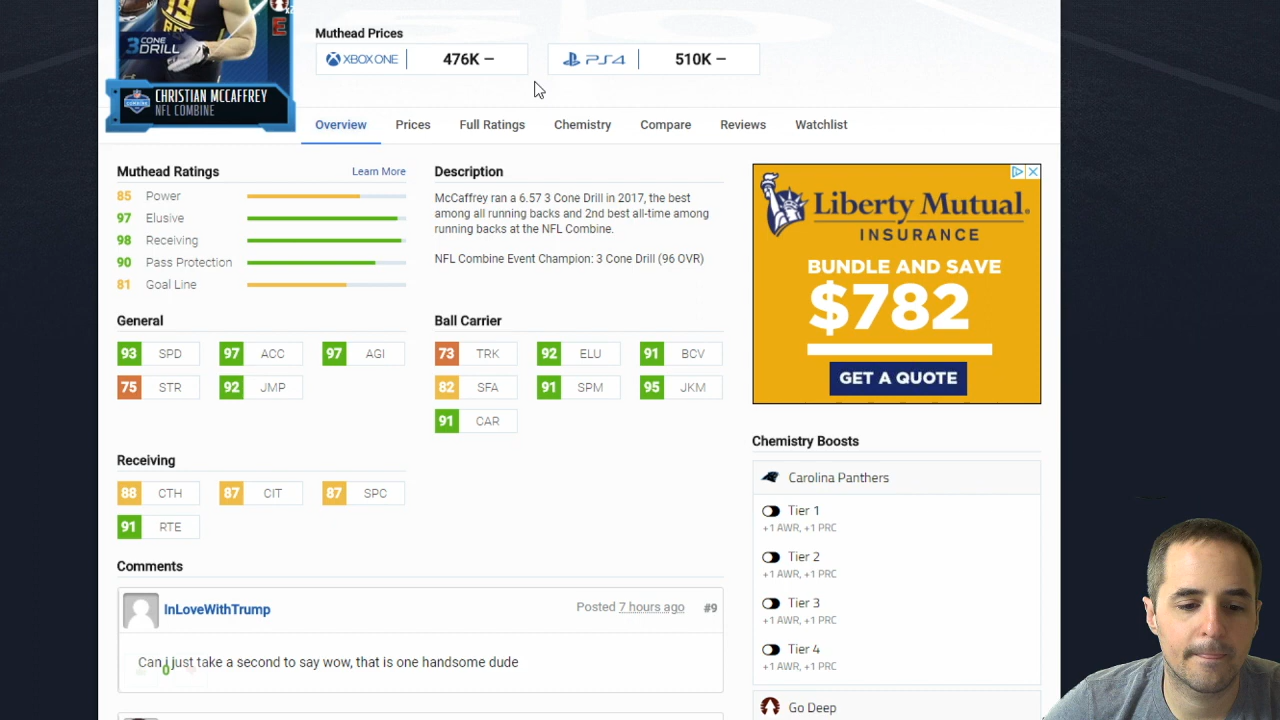 3 CONE
DRILL
CHRISTIAN MCCAFFREY
NFL COMBINE
Muthead Prices
XBOX ONE 476K –
PS4 510K –
Overview Prices Full Ratings Chemistry Compare Reviews Watchlist
Muthead Ratings Learn More
85 Power
97 Elusive
98 Receiving
90 Pass Protection
81 Goal Line
Description
McCaffrey ran a 6.57 3 Cone Drill in 2017, the best
among all running backs and 2nd best all-time among
running backs at the NFL Combine.
NFL Combine Event Champion: 3 Cone Drill (96 OVR)
General
93 SPD 97 ACC 97 AGI
75 STR 92 JMP
Ball Carrier
73 TRK 92 ELU 91 BCV
82 SFA 91 SPM 95 JKM
91 CAR
Receiving
88 CTH 87 CIT 87 SPC
91 RTE
Comments
InLoveWithTrump Posted 7 hours ago #9
Can i just take a second to say wow, that is one handsome dude
0
Liberty Mutual.
INSURANCE
BUNDLE AND SAVE
$782
GET A QUOTE
Chemistry Boosts
Carolina Panthers
Tier 1
+1 AWR, +1 PRC
Tier 2
+1 AWR, +1 PRC
Tier 3
+1 AWR, +1 PRC
Tier 4
+1 AWR, +1 PRC
Go Deep